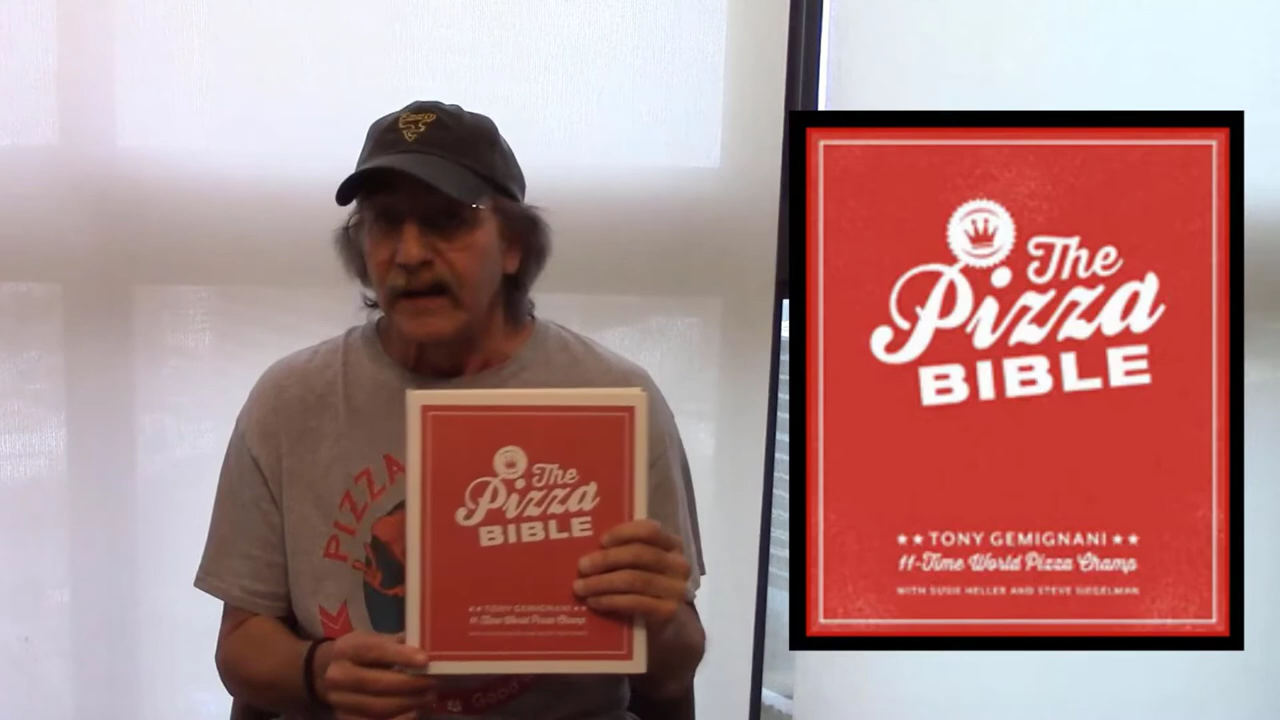 PIZZA
Good
The
Pizza
BIBLE
★★ TONY GEMIGNANI ★★
11-Time World Pizza Champ
The
Pizza
BIBLE
★★ TONY GEMIGNANI ★★
11-Time World Pizza Champ
WITH SUSIE HELLER AND STEVE SIEGELMAN